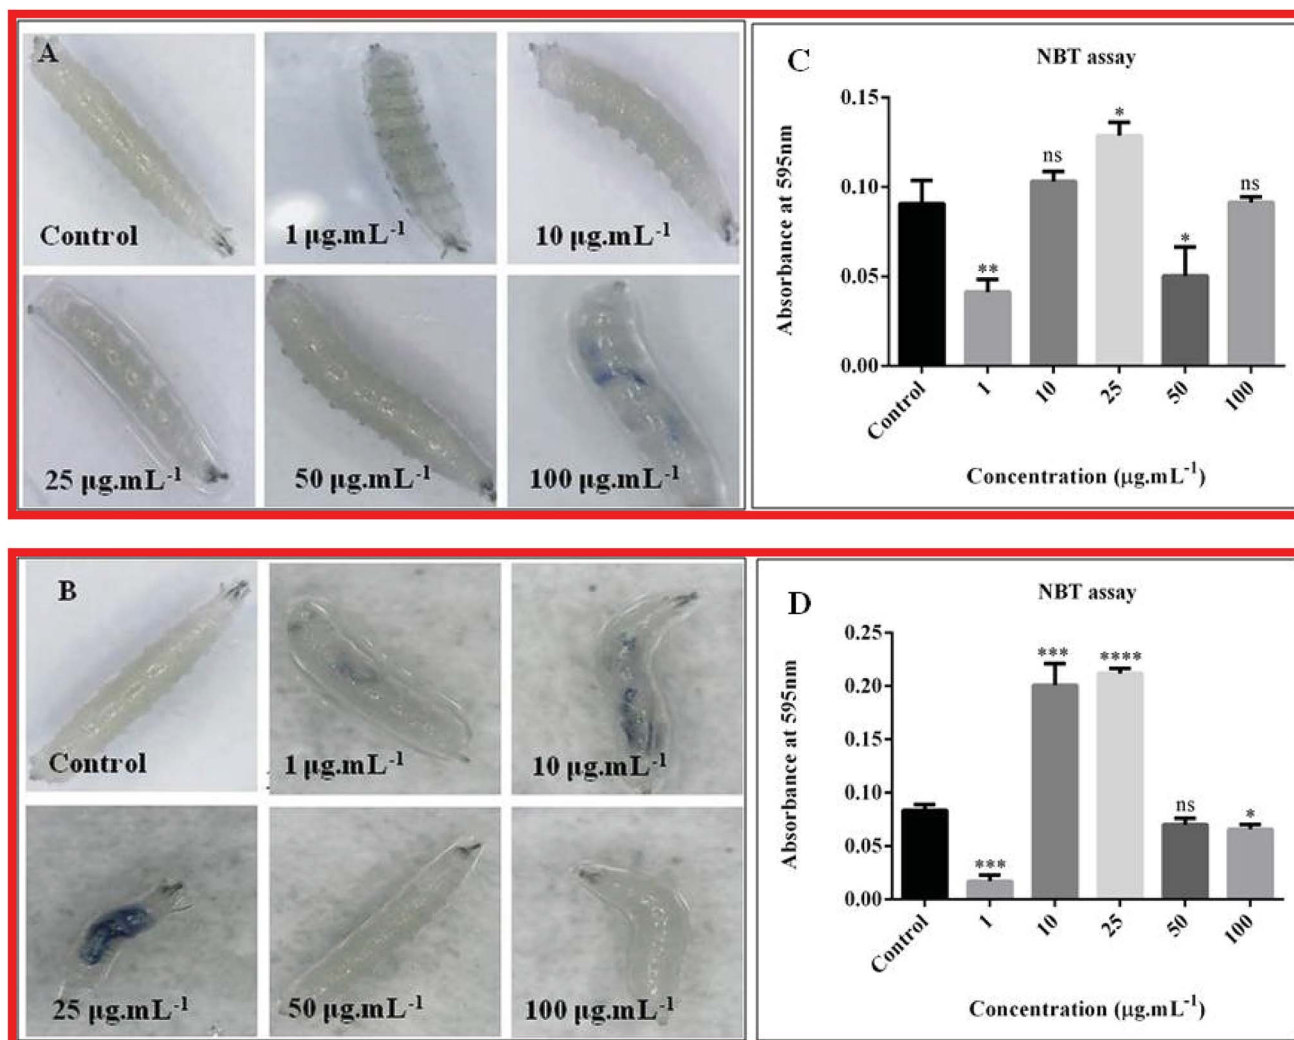 A
Control
1 µg.mL-1
10 µg.mL-1
25 µg.mL-1
50 µg.mL-1
100 µg.mL-1
C
NBT assay
Absorbance at 595nm
0.15
0.10
0.05
0.00
**
ns
*
*
ns
Control
1
10
25
50
100
Concentration (µg.mL-1)
B
Control
1 µg.mL-1
10 µg.mL-1
25 µg.mL-1
50 µg.mL-1
100 µg.mL-1
D
NBT assay
Absorbance at 595nm
0.25
0.20
0.15
0.10
0.05
0.00
***
***
****
ns
*
Control
1
10
25
50
100
Concentration (µg.mL-1)